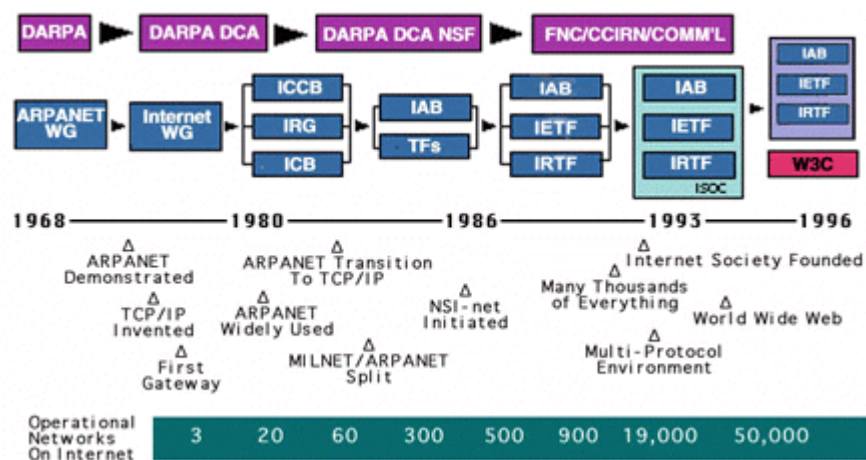 DARPA
DARPA DCA
DARPA DCA NSF
FNC/CCIRN/COMM'L
ARPANET
WG
Internet
WG
ICCB
IRG
ICB
IAB
TFs
IAB
IETF
IRTF
IAB
IETF
IRTF
ISOC
IAB
IETF
IRTF
W3C
1968
1980
1986
1993
1996
ARPANET
Demonstrated
TCP/IP
Invented
First
Gateway
ARPANET
Widely Used
ARPANET Transition
To TCP/IP
MILNET/ARPANET
Split
NSI-net
Initiated
Many Thousands
of Everything
Internet Society Founded
Multi-Protocol
Environment
World Wide Web
Operational
Networks
On Internet
3 20 60 300 500 900 19,000 50,000